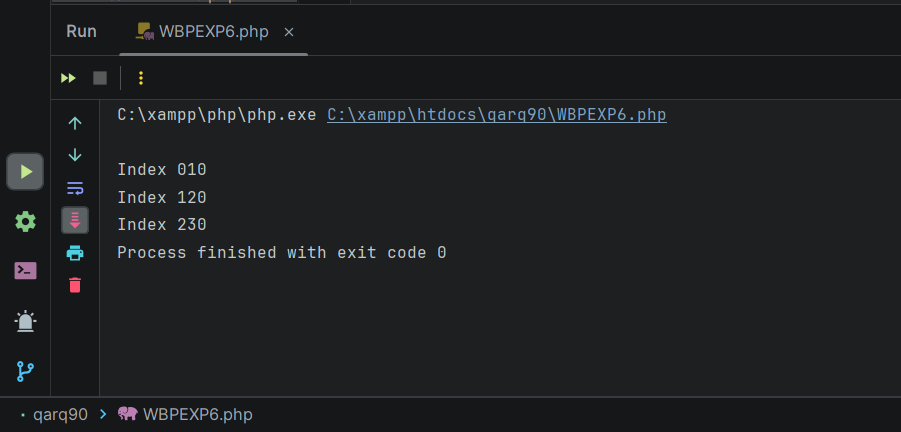 Run WBPEXP6.php ×
C:\xampp\php\php.exe C:\xampp\htdocs\qarq90\WBPEXP6.php
Index 010
Index 120
Index 230
Process finished with exit code 0
qarq90 > WBPEXP6.php